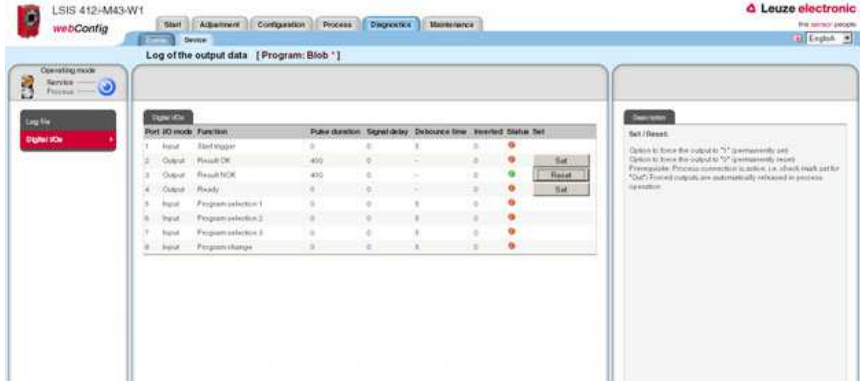 LSIS 412i-M43-W1
webConfig
Start Adjustment Configuration Process Diagnostics Maintenance
Device
Leuze electronic
the sensor people
English
Log of the output data [ Program: Blob * ]
Operating mode
Service
Process
Log file
Digital I/Os
Digital I/Os
Port I/O mode Function Pulse duration Signal delay Debounce time Inverted Status Set
1 Input Start trigger 0 0 5 0
2 Output Result OK 400 0 - 0 Set
3 Output Result NOK 400 0 - 0 Reset
4 Output Ready 0 0 - 0 Set
5 Input Program selection 1 0 0 5 0
6 Input Program selection 2 0 0 5 0
7 Input Program selection 3 0 0 5 0
8 Input Program change 0 0 5 0
Description
Set / Reset:
Option to force the output to "1" (permanently set)
Option to force the output to "0" (permanently reset)
Prerequisite: Process connection is active, i.e. check mark set for
"Out") Forced outputs are automatically released in process
operation.